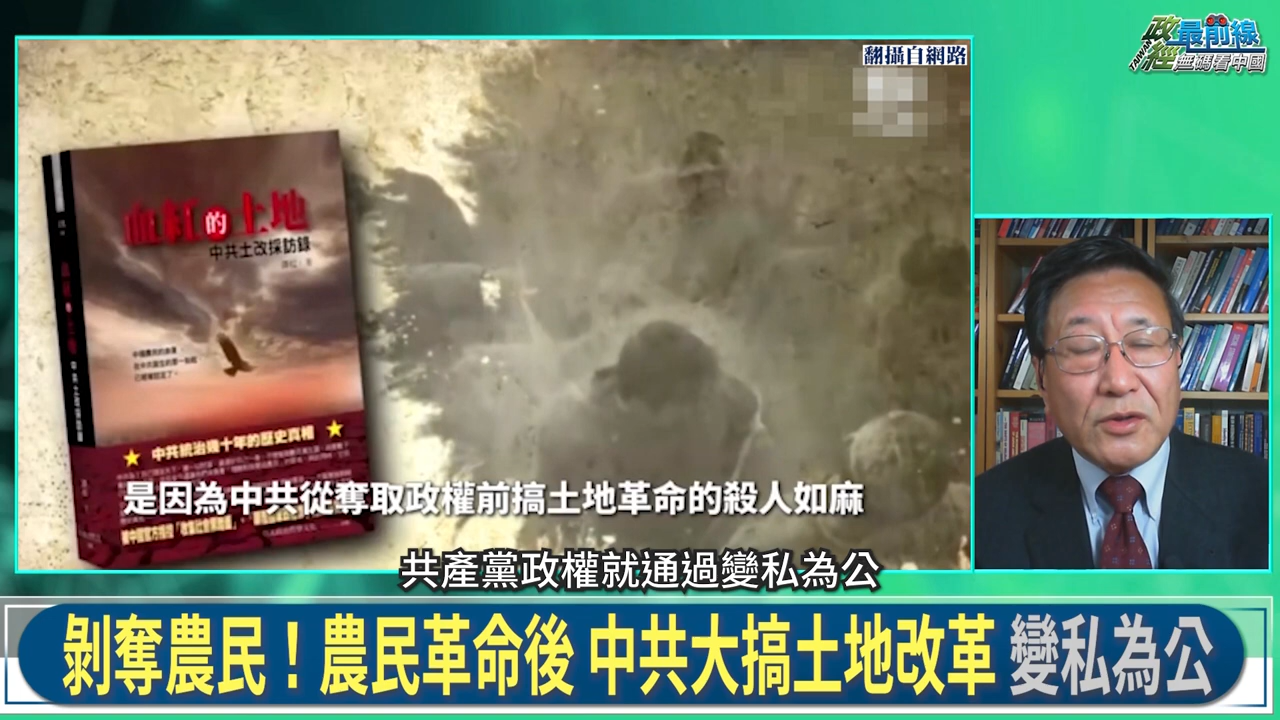 翻攝自網路
TAIWAN
政經最前線
無碼看中國
血紅的土地
中共土改採訪錄
中共統治幾十年的歷史真相
是因為中共從奪取政權前搞土地革命的殺人如麻
共產黨政權就通過變私為公
剝奪農民！農民革命後 中共大搞土地改革 變私為公